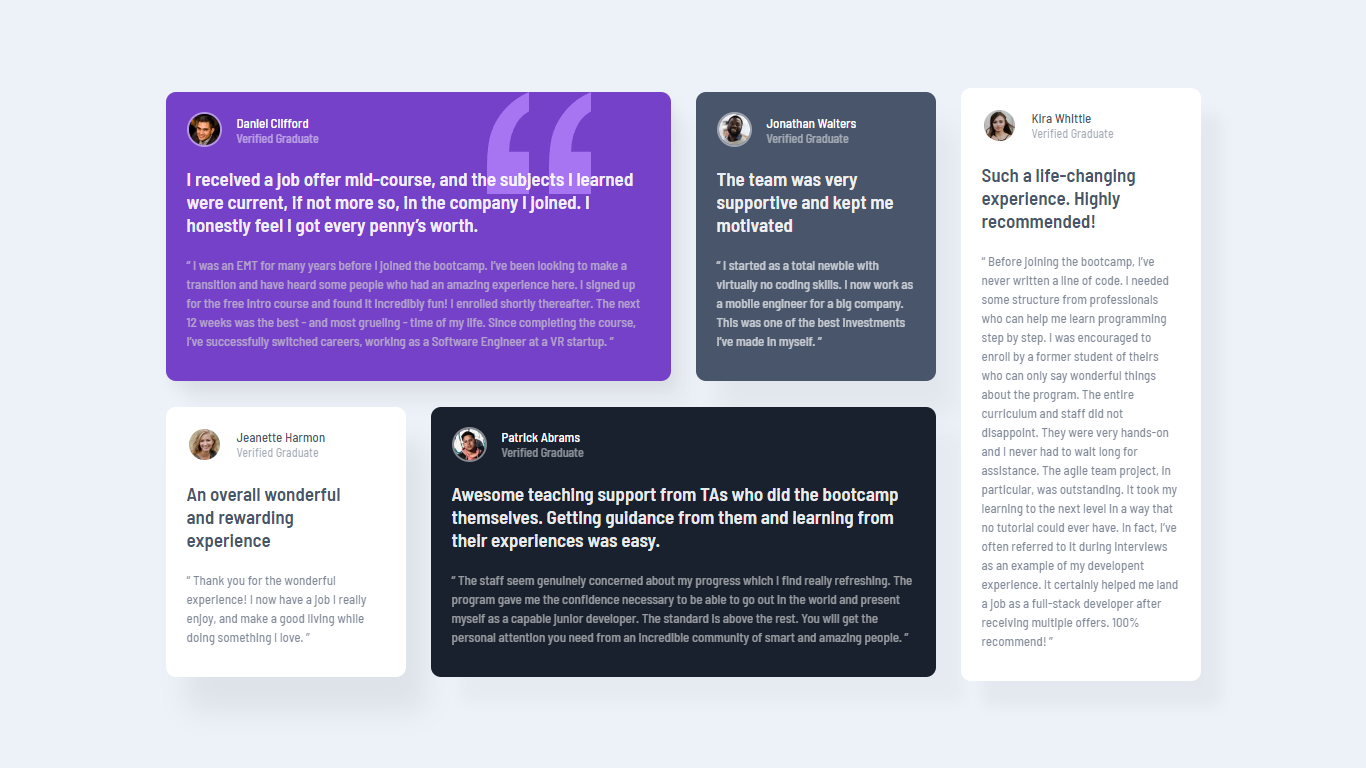 Daniel Clifford
Verified Graduate
I received a job offer mid-course, and the subjects I learned
were current, if not more so, in the company I joined. I
honestly feel I got every penny’s worth.
“ I was an EMT for many years before I joined the bootcamp. I’ve been looking to make a
transition and have heard some people who had an amazing experience here. I signed up
for the free intro course and found it incredibly fun! I enrolled shortly thereafter. The next
12 weeks was the best - and most grueling - time of my life. Since completing the course,
I’ve successfully switched careers, working as a Software Engineer at a VR startup. ”
Jonathan Walters
Verified Graduate
The team was very
supportive and kept me
motivated
“ I started as a total newbie with
virtually no coding skills. I now work as
a mobile engineer for a big company.
This was one of the best investments
I’ve made in myself. ”
Kira Whittle
Verified Graduate
Such a life-changing
experience. Highly
recommended!
“ Before joining the bootcamp, I’ve
never written a line of code. I needed
some structure from professionals
who can help me learn programming
step by step. I was encouraged to
enroll by a former student of theirs
who can only say wonderful things
about the program. The entire
curriculum and staff did not
disappoint. They were very hands-on
and I never had to wait long for
assistance. The agile team project, in
particular, was outstanding. It took my
learning to the next level in a way that
no tutorial could ever have. In fact, I’ve
often referred to it during interviews
as an example of my developent
experience. It certainly helped me land
a job as a full-stack developer after
receiving multiple offers. 100%
recommend! ”
Jeanette Harmon
Verified Graduate
An overall wonderful
and rewarding
experience
“ Thank you for the wonderful
experience! I now have a job I really
enjoy, and make a good living while
doing something I love. ”
Patrick Abrams
Verified Graduate
Awesome teaching support from TAs who did the bootcamp
themselves. Getting guidance from them and learning from
their experiences was easy.
“ The staff seem genuinely concerned about my progress which I find really refreshing. The
program gave me the confidence necessary to be able to go out in the world and present
myself as a capable junior developer. The standard is above the rest. You will get the
personal attention you need from an incredible community of smart and amazing people. ”